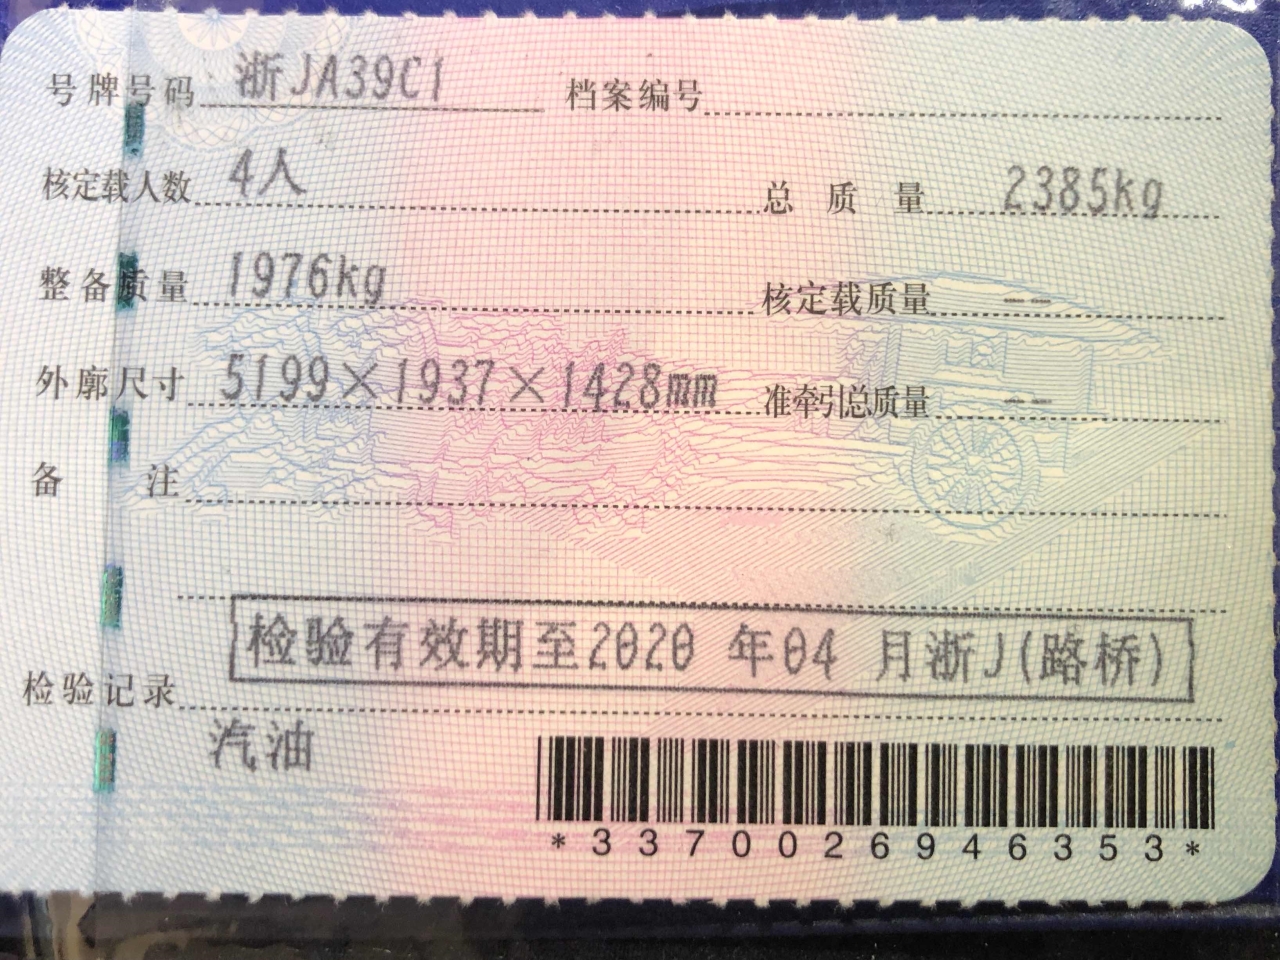 号牌号码 浙JA39C1 档案编号
核定载人数 4人 总质量 2385kg
整备质量 1976kg 核定载质量 --
外廓尺寸 5199×1937×1428mm 准牵引总质量 --
备注
检验有效期至2020 年04 月浙J(路桥)
检验记录
汽油
*3370026946353*